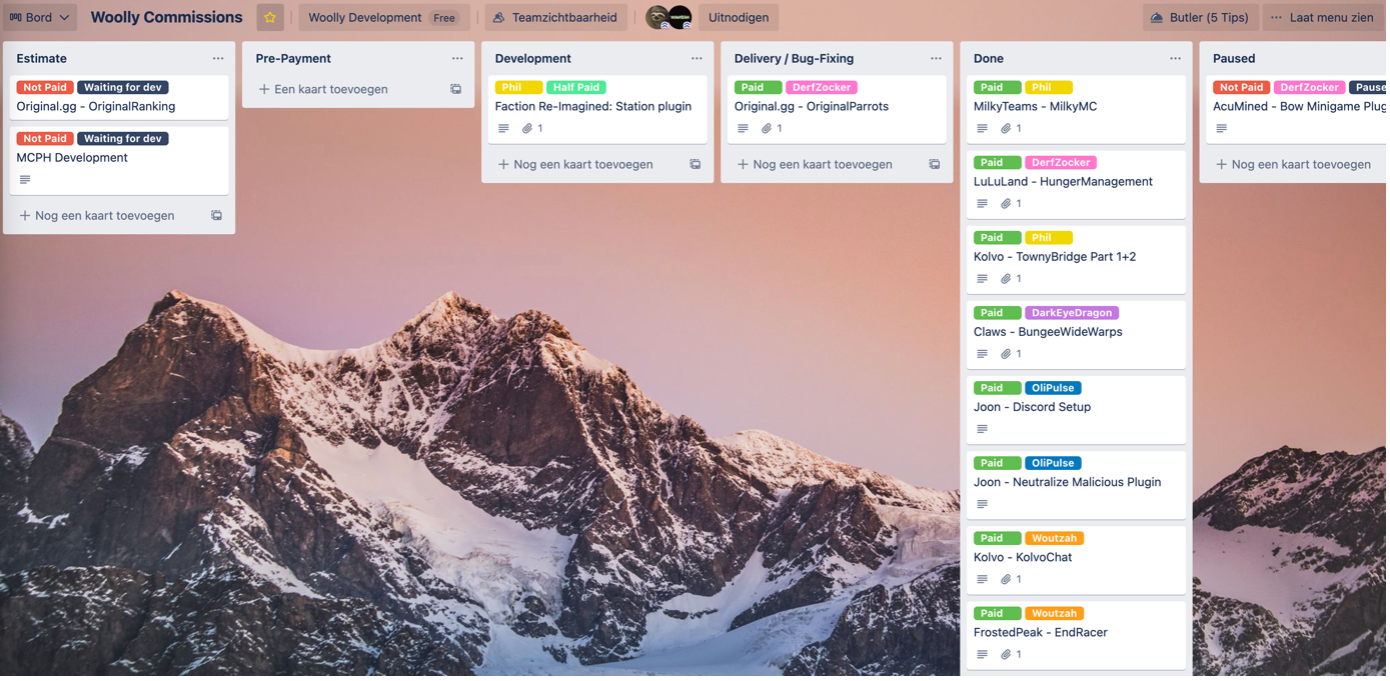 Bord
Woolly Commissions
Woolly Development Free
Teamzichtbaarheid
Uitnodigen
Butler (5 Tips)
··· Laat menu zien
Estimate
Not Paid Waiting for dev
Original.gg - OriginalRanking
Not Paid Waiting for dev
MCPH Development
+ Nog een kaart toevoegen
Pre-Payment
+ Een kaart toevoegen
Development
Phil Half Paid
Faction Re-Imagined: Station plugin
1
+ Nog een kaart toevoegen
Delivery / Bug-Fixing
Paid DerfZocker
Original.gg - OriginalParrots
1
+ Nog een kaart toevoegen
Done
Paid Phil
MilkyTeams - MilkyMC
1
Paid DerfZocker
LuLuLand - HungerManagement
1
Paid Phil
Kolvo - TownyBridge Part 1+2
1
Paid DarkEyeDragon
Claws - BungeeWideWarps
1
Paid OliPulse
Joon - Discord Setup
Paid OliPulse
Joon - Neutralize Malicious Plugin
Paid Woutzah
Kolvo - KolvoChat
1
Paid Woutzah
FrostedPeak - EndRacer
1
Paused
Not Paid DerfZocker Pause
AcuMined - Bow Minigame Plug
+ Nog een kaart toevoegen